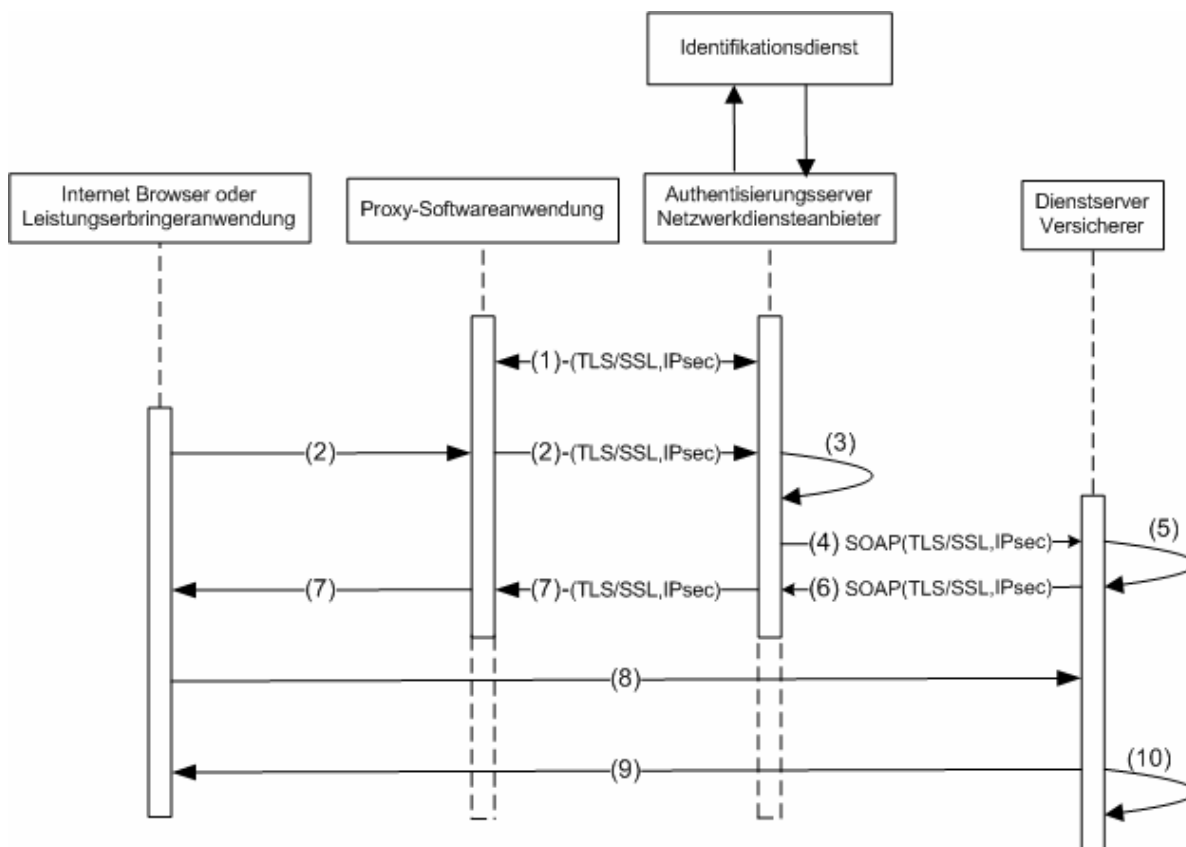 Identifikationsdienst
Internet Browser oder
Leistungserbringeranwendung
Proxy-Softwareanwendung
Authentisierungsserver
Netzwerkdiensteanbieter
Dienstserver
Versicherer
(1)-(TLS/SSL,IPsec)
(2)
(2)-(TLS/SSL,IPsec)
(3)
(4) SOAP(TLS/SSL,IPsec)
(5)
(7)
(7)-(TLS/SSL,IPsec)
(6) SOAP(TLS/SSL,IPsec)
(8)
(9)
(10)